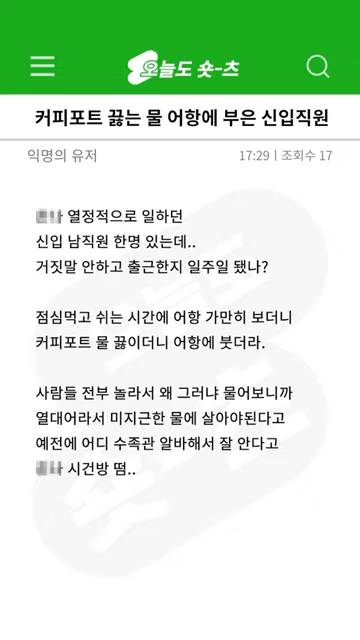 오늘도 숏-츠
커피포트 끓는 물 어항에 부은 신입직원
익명의 유저
17:29 | 조회수 17
열정적으로 일하던
신입 남직원 한명 있는데..
거짓말 안하고 출근한지 일주일 됐나?
점심먹고 쉬는 시간에 어항 가만히 보더니
커피포트 물 끓이더니 어항에 붓더라.
사람들 전부 놀라서 왜 그러냐 물어보니까
열대어라서 미지근한 물에 살아야된다고
예전에 어디 수족관 알바해서 잘 안다고
시건방 떰..